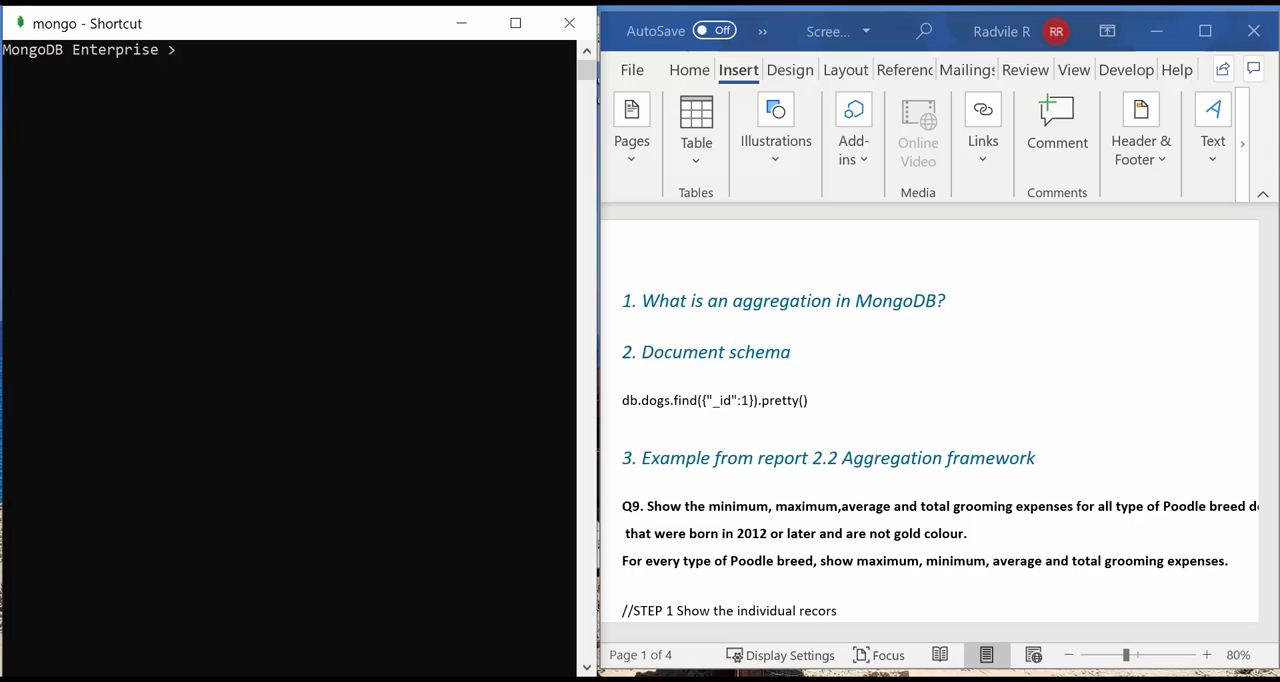 mongo - Shortcut
MongoDB Enterprise >
AutoSave Off Scree... Radvile R RR
File Home Insert Design Layout Referenc Mailings Review View Develop Help
Pages
Table
Illustrations
Add-
ins
Online
Video
Links
Comment
Header &
Footer
Text
Tables
Media
Comments
1. What is an aggregation in MongoDB?
2. Document schema
db.dogs.find({"_id":1}).pretty()
3. Example from report 2.2 Aggregation framework
Q9. Show the minimum, maximum,average and total grooming expenses for all type of Poodle breed d
that were born in 2012 or later and are not gold colour.
For every type of Poodle breed, show maximum, minimum, average and total grooming expenses.
//STEP 1 Show the individual recors
Page 1 of 4 Display Settings Focus 80%